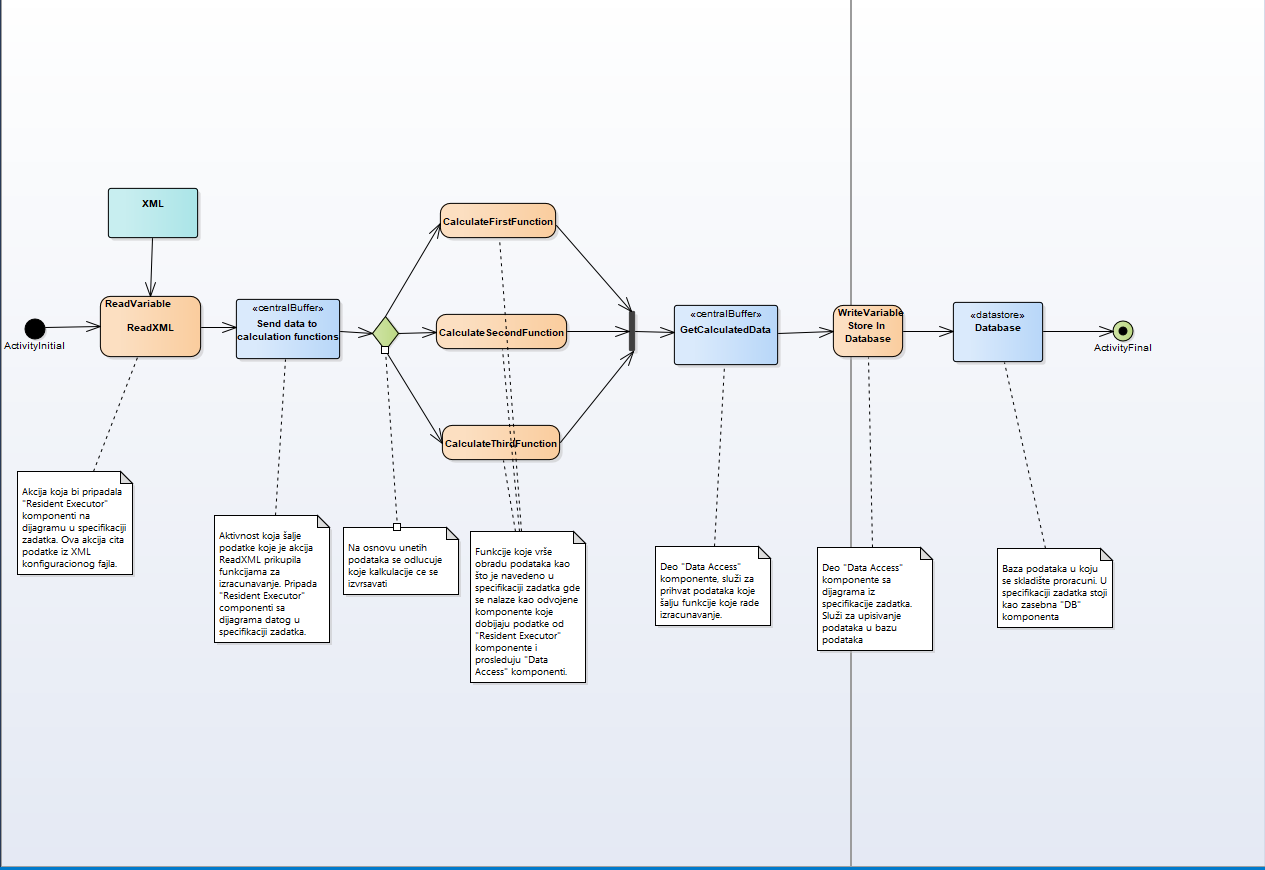 XML
ReadVariable
ReadXML
ActivityInitial
«centralBuffer»
Send data to
calculation functions
CalculateFirstFunction
CalculateSecondFunction
CalculateThirdFunction
«centralBuffer»
GetCalculatedData
WriteVariable
Store In
Database
«datastore»
Database
ActivityFinal
Akcija koja bi pripadala
"Resident Executor"
komponenti na
dijagramu u specifikaciji
zadatka. Ova akcija cita
podatke iz XML
konfiguracionog fajla.
Aktivnost koja šalje
podatke koje je akcija
ReadXML prikupila
funkcijama za
izracunavanje. Pripada
"Resident Executor"
componenti sa
dijagrama datog u
specifikaciji zadatka.
Na osnovu unetih
podataka se odlucuje
koje kalkulacije ce se
izvrsavati
Funkcije koje vrše
obradu podataka kao
što je navedeno u
specifikaciji zadatka gde
se nalaze kao odvojene
komponente koje
dobijaju podatke od
"Resident Executor"
komponente i
prosleduju "Data
Access" komponenti.
Deo "Data Access"
komponente, služi za
prihvat podataka koje
šalju funkcije koje rade
izracunavanje.
Deo "Data Access"
komponente sa
dijagrama iz
specifikacije zadatka.
Služi za upisivanje
podataka u bazu
podataka
Baza podataka u koju
se skladište proracuni. U
specifikaciji zadatka stoji
kao zasebna "DB"
komponenta